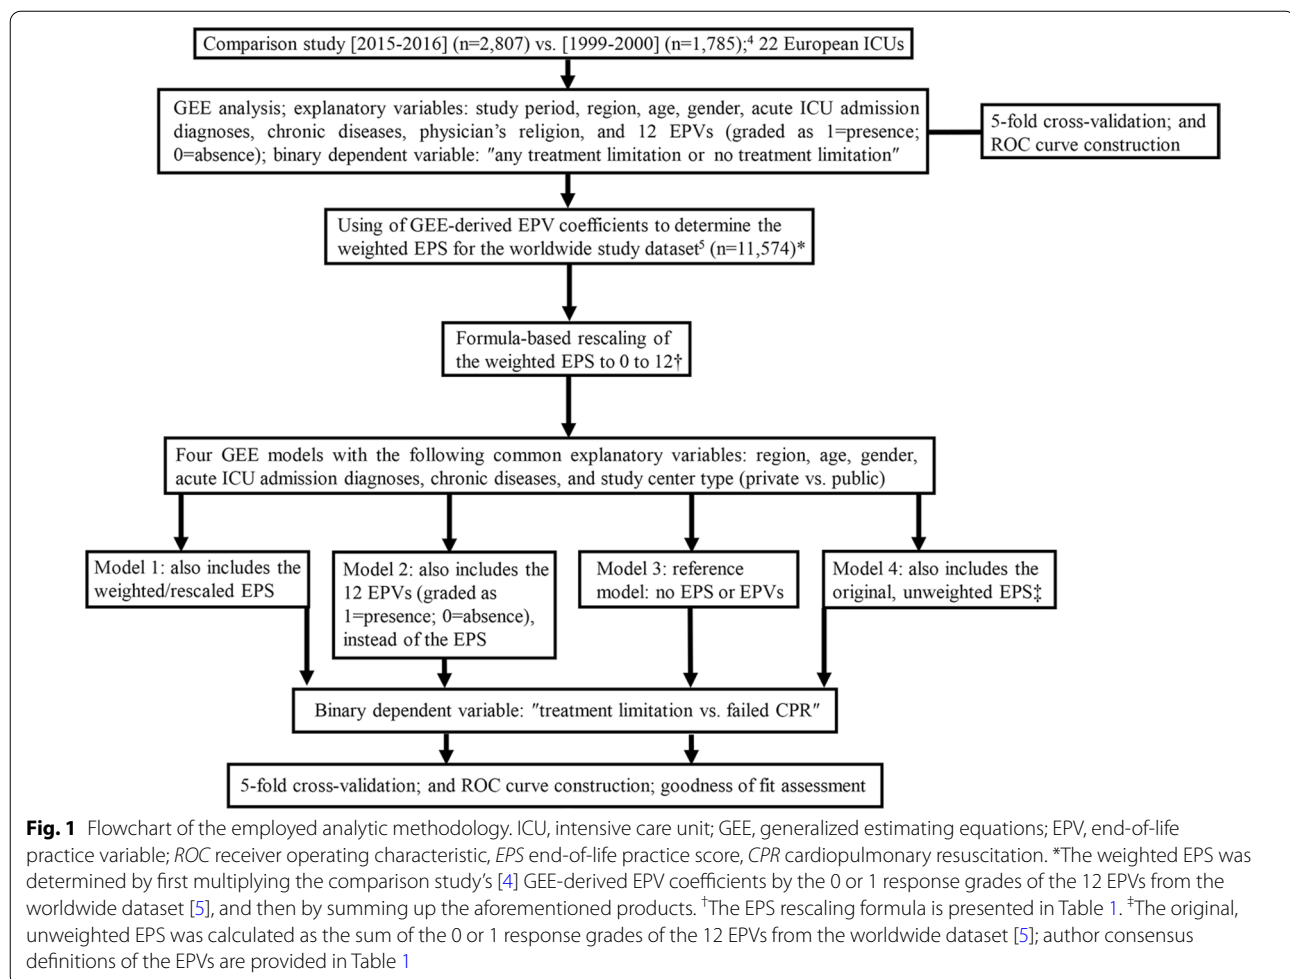 Comparison study [2015-2016] (n=2,807) vs. [1999-2000] (n=1,785);⁴ 22 European ICUs
GEE analysis; explanatory variables: study period, region, age, gender, acute ICU admission
diagnoses, chronic diseases, physician's religion, and 12 EPVs (graded as 1=presence;
0=absence); binary dependent variable: "any treatment limitation or no treatment limitation"
5-fold cross-validation; and
ROC curve construction
Using of GEE-derived EPV coefficients to determine the
weighted EPS for the worldwide study dataset⁵ (n=11,574)*
Formula-based rescaling of
the weighted EPS to 0 to 12†
Four GEE models with the following common explanatory variables: region, age, gender,
acute ICU admission diagnoses, chronic diseases, and study center type (private vs. public)
Model 1: also includes the
weighted/rescaled EPS
Model 2: also includes the
12 EPVs (graded as
1=presence; 0=absence),
instead of the EPS
Model 3: reference
model: no EPS or EPVs
Model 4: also includes the
original, unweighted EPS‡
Binary dependent variable: "treatment limitation vs. failed CPR"
5-fold cross-validation; and ROC curve construction; goodness of fit assessment
Fig. 1 Flowchart of the employed analytic methodology. ICU, intensive care unit; GEE, generalized estimating equations; EPV, end-of-life
practice variable; ROC receiver operating characteristic, EPS end-of-life practice score, CPR cardiopulmonary resuscitation. *The weighted EPS was
determined by first multiplying the comparison study's [4] GEE-derived EPV coefficients by the 0 or 1 response grades of the 12 EPVs from the
worldwide dataset [5], and then by summing up the aforementioned products. †The EPS rescaling formula is presented in Table 1. ‡The original,
unweighted EPS was calculated as the sum of the 0 or 1 response grades of the 12 EPVs from the worldwide dataset [5]; author consensus
definitions of the EPVs are provided in Table 1